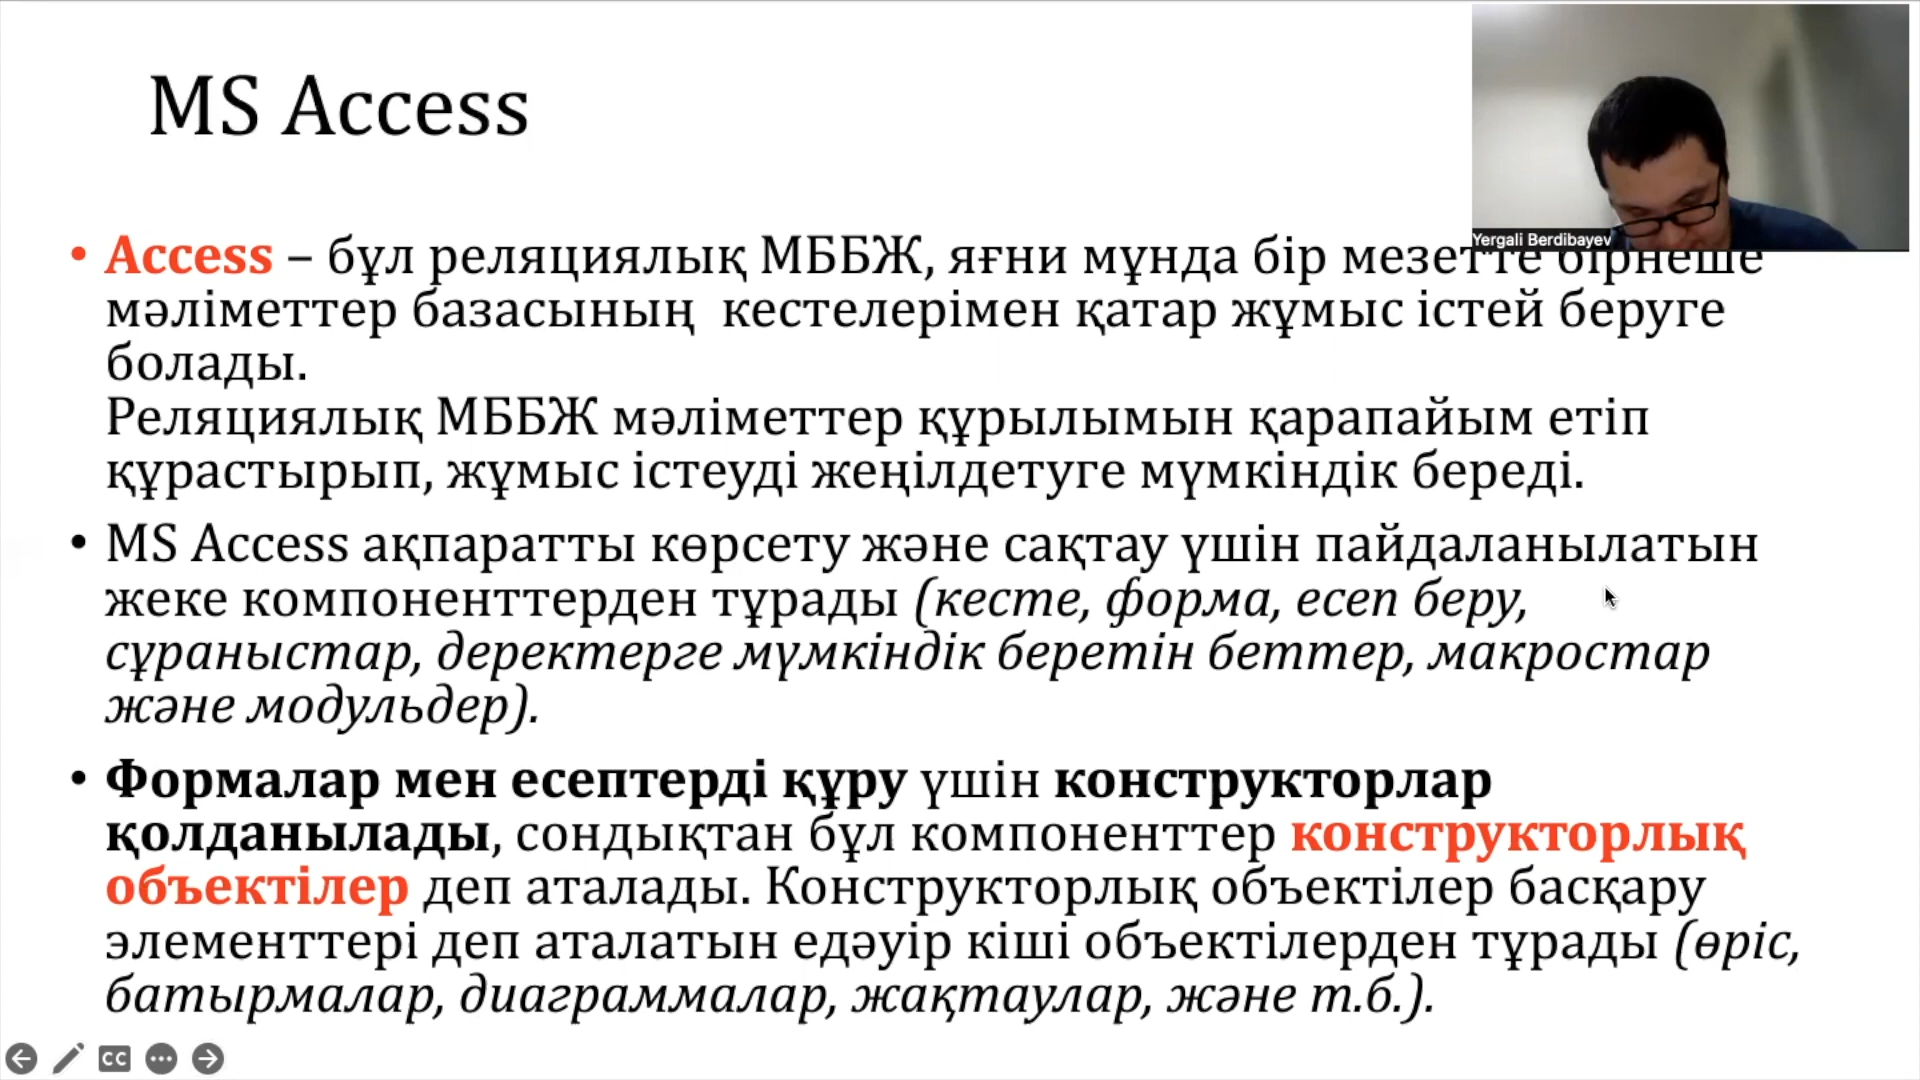 MS Access
Yergali Berdibayev
• Access – бұл реляциялық МББЖ, яғни мұнда бір мезетте бірнеше
мәліметтер базасының кестелерімен қатар жұмыс істей беруге
болады.
Реляциялық МББЖ мәліметтер құрылымын қарапайым етіп
құрастырып, жұмыс істеуді жеңілдетуге мүмкіндік береді.
• MS Access ақпаратты көрсету және сақтау үшін пайдаланылатын
жеке компоненттерден тұрады (кесте, форма, есеп беру,
сұраныстар, деректерге мүмкіндік беретін беттер, макростар
және модульдер).
• Формалар мен есептерді құру үшін конструкторлар
қолданылады, сондықтан бұл компоненттер конструкторлық
объектілер деп аталады. Конструкторлық объектілер басқару
элементтері деп аталатын едәуір кіші объектілерден тұрады (өріс,
батырмалар, диаграммалар, жақтаулар, және т.б.).
CC